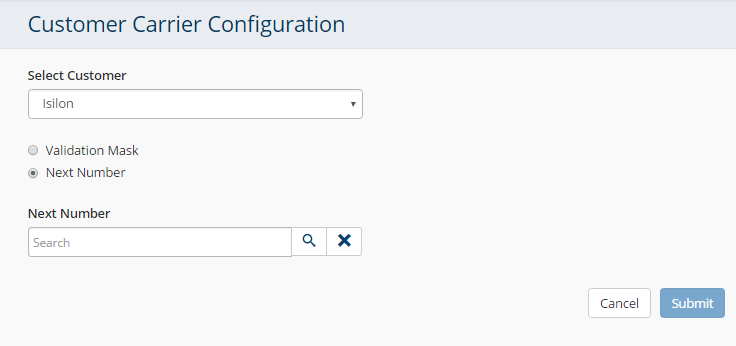 Customer Carrier Configuration
Select Customer
Isilon
Validation Mask
Next Number
Next Number
Search
Cancel Submit